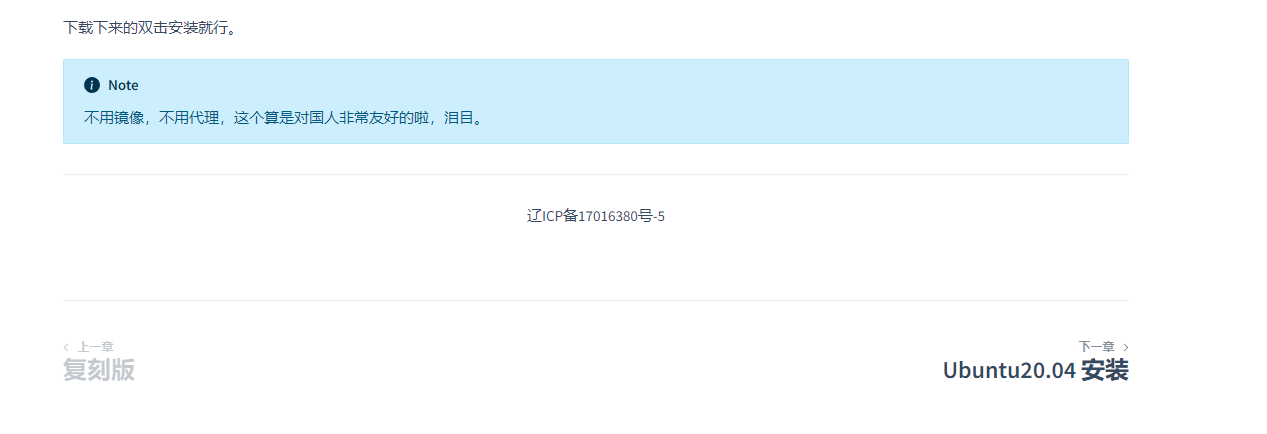 下载下来的双击安装就行。
Note
不用镜像，不用代理，这个算是对国人非常友好的啦，泪目。
辽ICP备17016380号-5
上一章
下一章
复刻版
Ubuntu20.04 安装